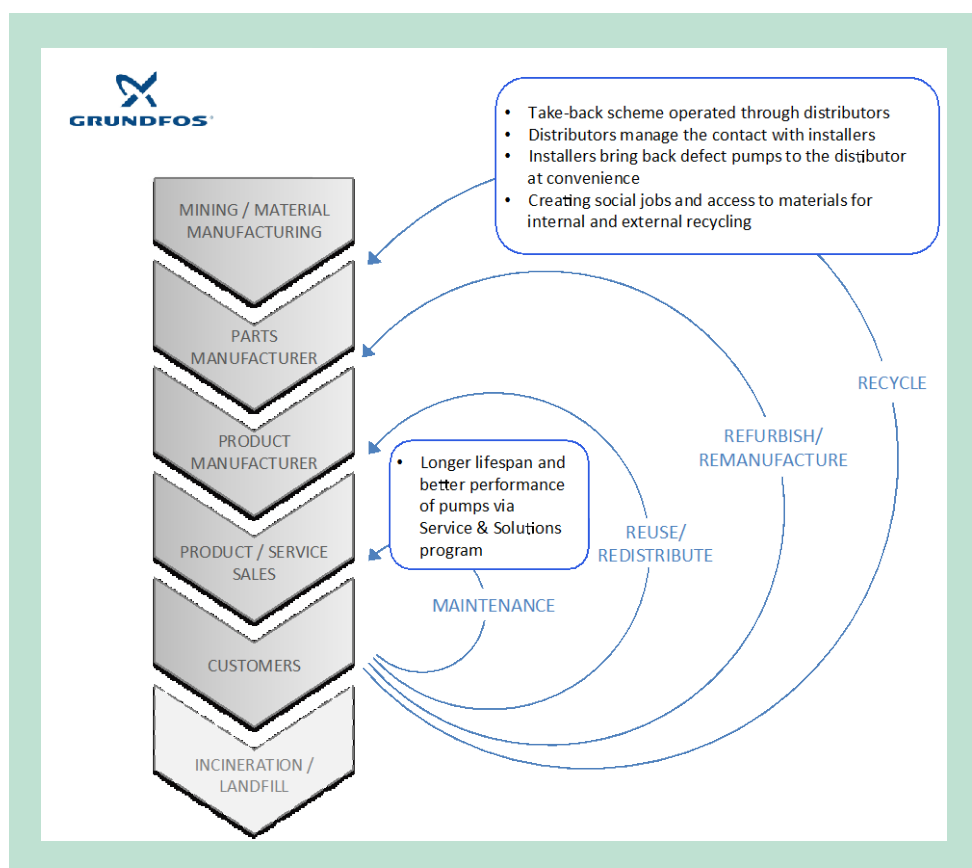 GRUNDFOS
• Take-back scheme operated through distributors
• Distributors manage the contact with installers
• Installers bring back defect pumps to the distibutor
at convenience
• Creating social jobs and access to materials for
internal and external recycling
MINING / MATERIAL
MANUFACTURING
PARTS
MANUFACTURER
RECYCLE
PRODUCT
MANUFACTURER
REFURBISH/
REMANUFACTURE
• Longer lifespan and
better performance
of pumps via
Service & Solutions
program
REUSE/
REDISTRIBUTE
PRODUCT / SERVICE
SALES
MAINTENANCE
CUSTOMERS
INCINERATION /
LANDFILL